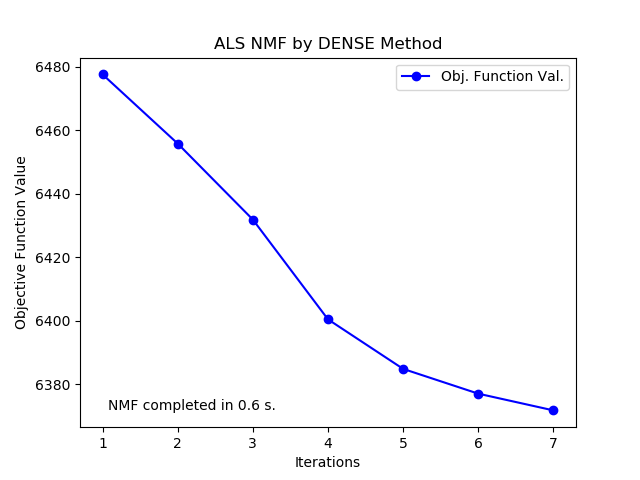 ALS NMF by DENSE Method
Obj. Function Val.
Objective Function Value
6480
6460
6440
6420
6400
6380
NMF completed in 0.6 s.
1 2 3 4 5 6 7
Iterations